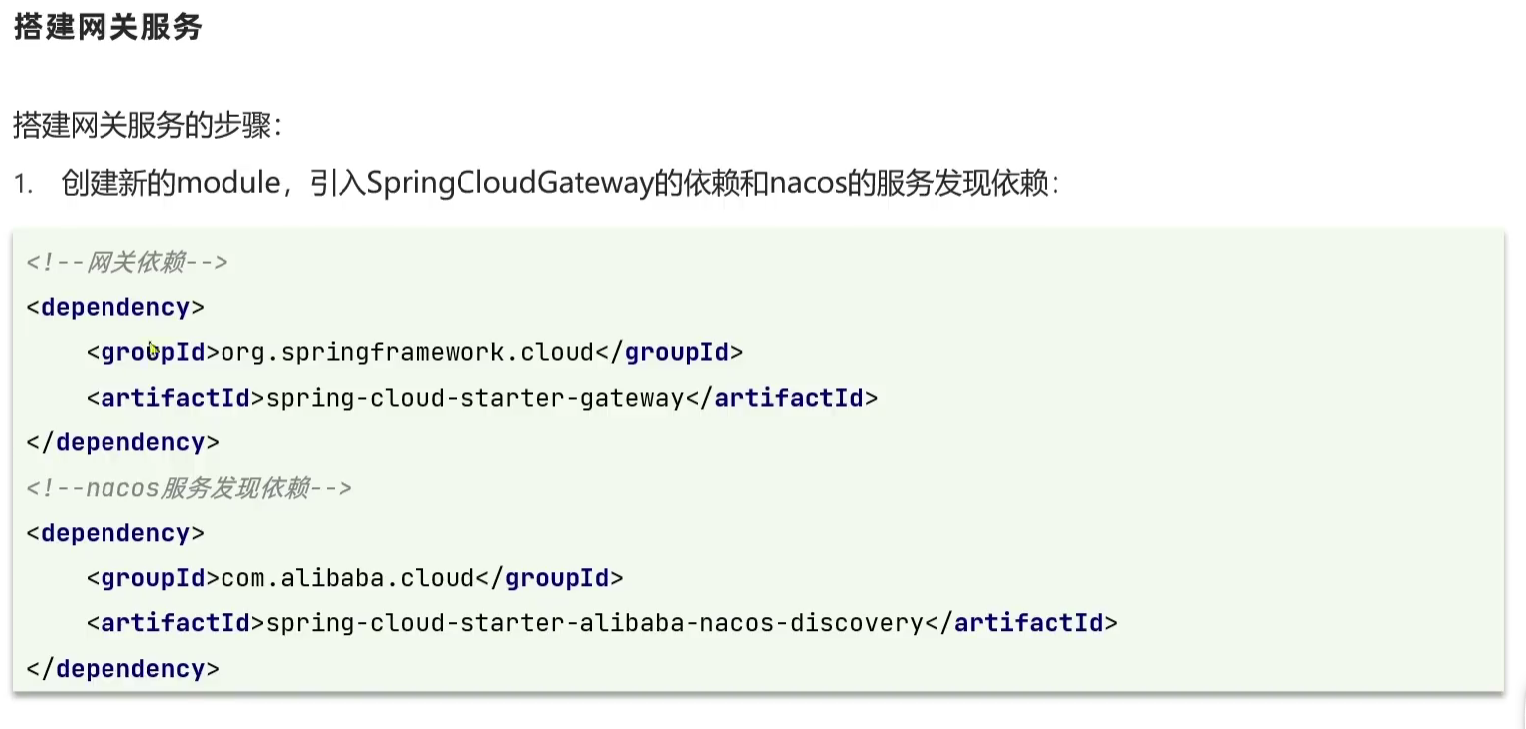 搭建网关服务
搭建网关服务的步骤：
1. 创建新的module，引入SpringCloudGateway的依赖和nacos的服务发现依赖：
<!--网关依赖-->
<dependency>
    <groupId>org.springframework.cloud</groupId>
    <artifactId>spring-cloud-starter-gateway</artifactId>
</dependency>
<!--nacos服务发现依赖-->
<dependency>
    <groupId>com.alibaba.cloud</groupId>
    <artifactId>spring-cloud-starter-alibaba-nacos-discovery</artifactId>
</dependency>